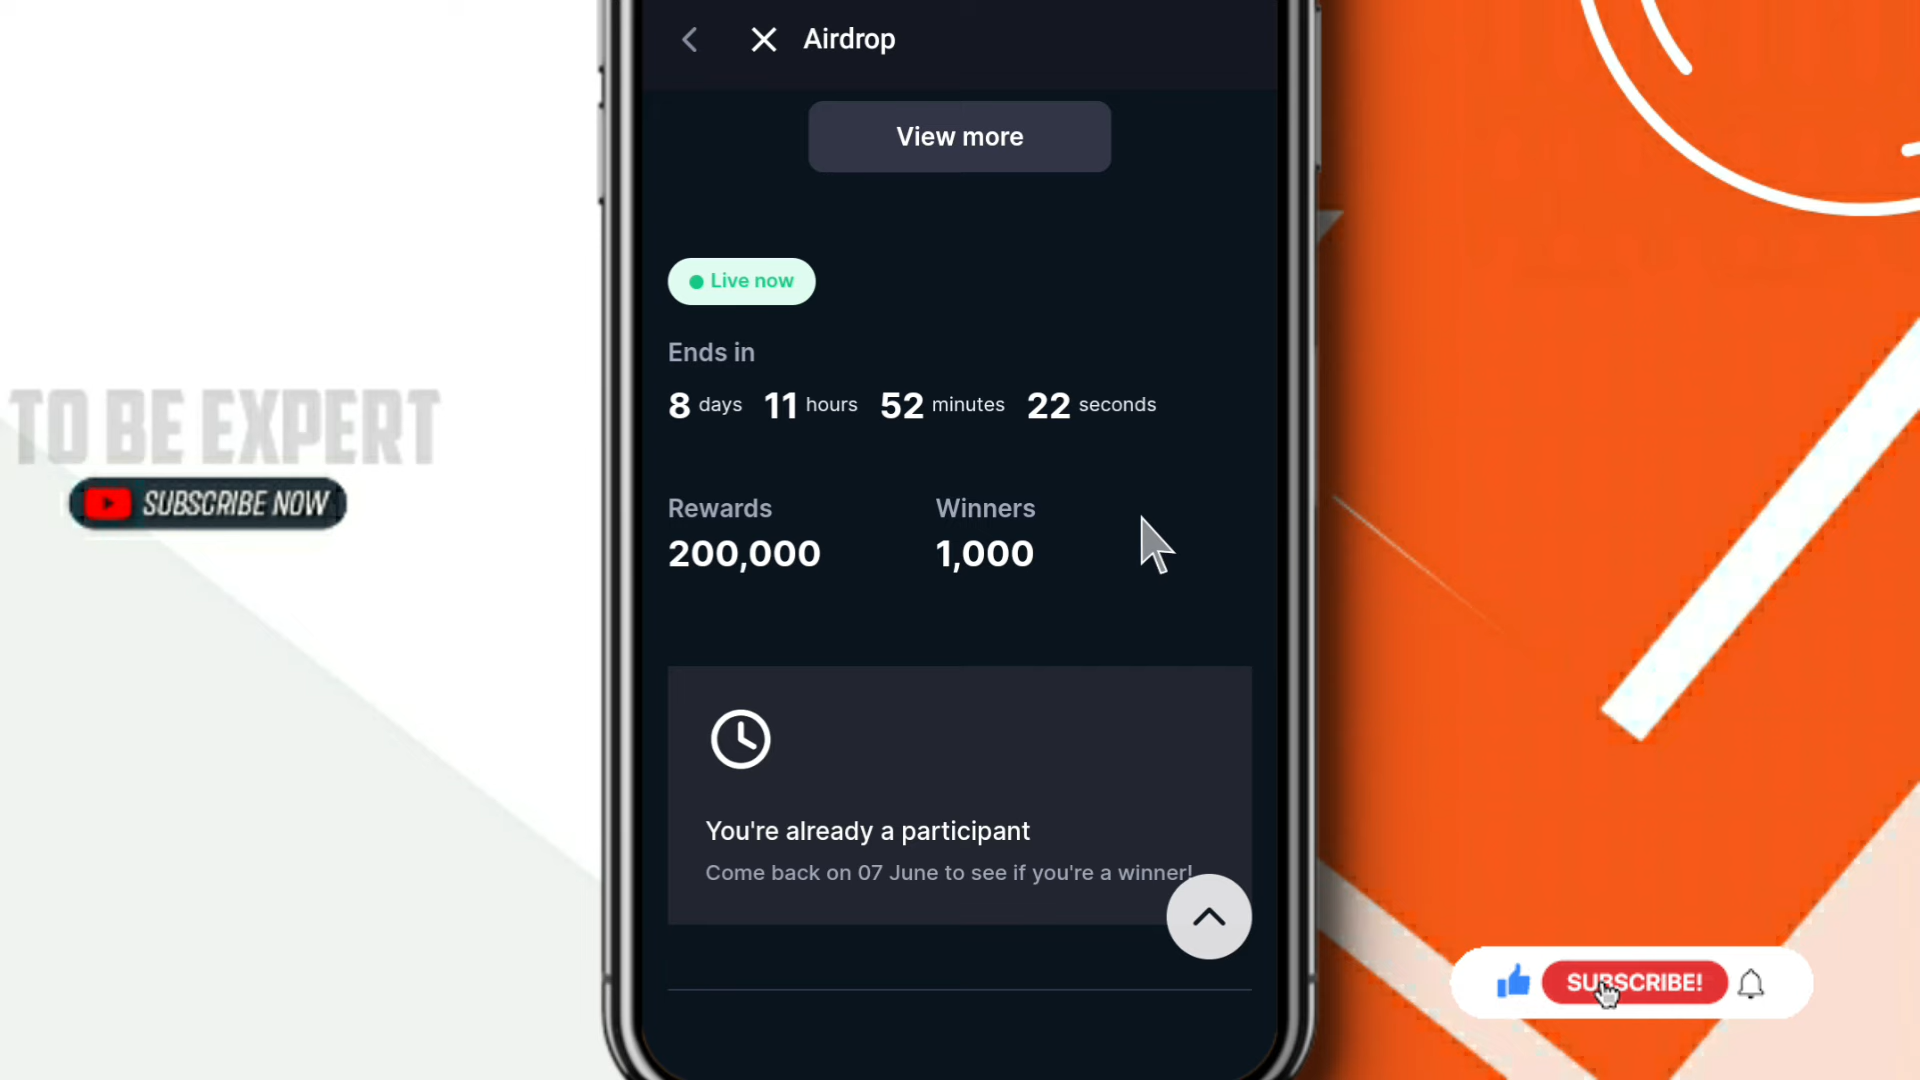 Airdrop
View more
Live now
Ends in
8 days 11 hours 52 minutes 22 seconds
Rewards Winners
200,000 1,000
You're already a participant
Come back on 07 June to see if you're a winner!
TO BE EXPERT
SUBSCRIBE NOW
SUBSCRIBE!